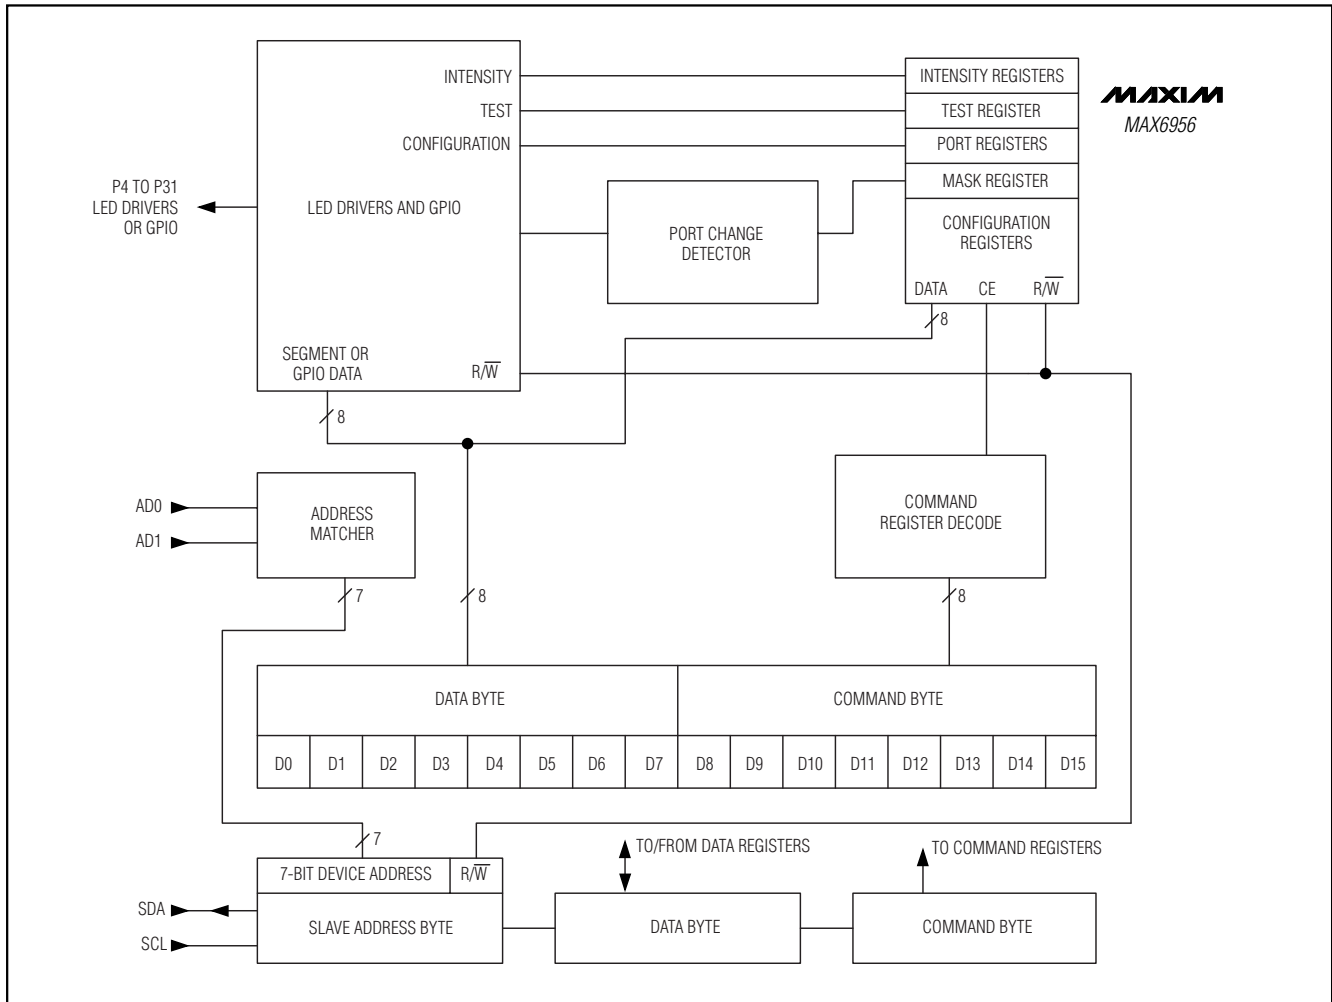 INTENSITY
TEST
CONFIGURATION
LED DRIVERS AND GPIO
SEGMENT OR
GPIO DATA
R/W̅
P4 TO P31
LED DRIVERS
OR GPIO
PORT CHANGE
DETECTOR
INTENSITY REGISTERS
TEST REGISTER
PORT REGISTERS
MASK REGISTER
CONFIGURATION
REGISTERS
DATA CE R/W̅
MAXIM
MAX6956
8
8
AD0
AD1
ADDRESS
MATCHER
COMMAND
REGISTER DECODE
7
8
8
DATA BYTE COMMAND BYTE
D0 D1 D2 D3 D4 D5 D6 D7 D8 D9 D10 D11 D12 D13 D14 D15
7
TO/FROM DATA REGISTERS
TO COMMAND REGISTERS
7-BIT DEVICE ADDRESS R/W̅
SDA
SCL
SLAVE ADDRESS BYTE
DATA BYTE
COMMAND BYTE